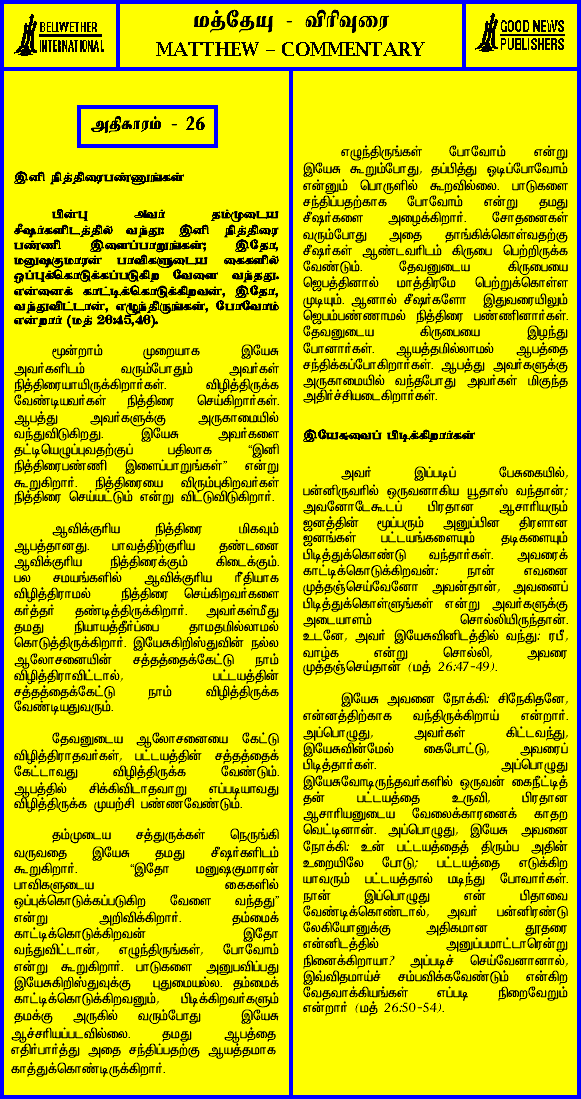 BELIWETHER
INTERNATIONAL
மத்தேயு - விரிவுரை
MATTHEW – COMMENTARY
GOOD NEWS
PUBLISHERS
அதிகாரம் - 26
இனி நித்திரைபண்ணுங்கள்
பின்பு அவர் தம்முடைய
சீஷர்களினிடத்தில் வந்து: இனி நித்திரை
பண்ணி இளைப்பாறுங்கள்; இதோ,
மனுஷகுமாரன் பாவிகளுடைய கைகளில்
ஒப்புக்கொடுக்கப்படுகிற வேளை வந்தது.
என்னைக் காட்டிக்கொடுக்கிறவன், இதோ,
வந்துவிட்டான், எழுந்திருங்கள், போவோம்
என்றார் (மத் 26:45,46).
மூன்றாம் முறையாக இயேசு
அவர்களிடம் வரும்போதும் அவர்கள்
நித்திரையாயிருக்கிறார்கள். விழித்திருக்க
வேண்டியவர்கள் நித்திரை செய்கிறார்கள்.
ஆபத்து அவர்களுக்கு அருகாமையில்
வந்துவிடுகிறது. இயேசு அவர்களை
தட்டியெழுப்புவதற்குப் பதிலாக "இனி
நித்திரைபண்ணி இளைப்பாறுங்கள்" என்று
கூறுகிறார். நித்திரையை விரும்புகிறவர்கள்
நித்திரை செய்யட்டும் என்று விட்டுவிடுகிறார்.
ஆவிக்குரிய நித்திரை மிகவும்
ஆபத்தானது. பாவத்திற்குரிய தண்டனை
ஆவிக்குரிய நித்திரைக்கும் கிடைக்கும்.
பல சமயங்களில் ஆவிக்குரிய ரீதியாக
விழித்திராமல் நித்திரை செய்கிறவர்களை
கர்த்தர் தண்டித்திருக்கிறார். அவர்கள்மீது
தமது நியாயத்தீர்ப்பை தாமதமில்லாமல்
கொடுத்திருக்கிறார். இயேசுகிறிஸ்துவின் நல்ல
ஆலோசனையின் சத்தத்தைக்கேட்டு நாம்
விழித்திராவிட்டால், பட்டயத்தின்
சத்தத்தைக்கேட்டு நாம் விழித்திருக்க
வேண்டியதுவரும்.
தேவனுடைய ஆலோசனையை கேட்டு
விழித்திராதவர்கள், பட்டயத்தின் சத்தத்தைக்
கேட்டாவது விழித்திருக்க வேண்டும்.
ஆபத்தில் சிக்கிவிடாதவாறு எப்படியாவது
விழித்திருக்க முயற்சி பண்ணவேண்டும்.
தம்முடைய சத்துருக்கள் நெருங்கி
வருவதை இயேசு தமது சீஷர்களிடம்
கூறுகிறார். "இதோ மனுஷகுமாரன்
பாவிகளுடைய கைகளில்
ஒப்புக்கொடுக்கப்படுகிற வேளை வந்தது"
என்று அறிவிக்கிறார். தம்மைக்
காட்டிக்கொடுக்கிறவன் இதோ
வந்துவிட்டான், எழுந்திருங்கள், போவோம்
என்று கூறுகிறார். பாடுகளை அனுபவிப்பது
இயேசுகிறிஸ்துவுக்கு புதுமையல்ல. தம்மைக்
காட்டிக்கொடுக்கிறவனும், பிடிக்கிறவர்களும்
தமக்கு அருகில் வரும்போது இயேசு
ஆச்சரியப்படவில்லை. தமது ஆபத்தை
எதிர்பார்த்து அதை சந்திப்பதற்கு ஆயத்தமாக
காத்துக்கொண்டிருக்கிறார்.
எழுந்திருங்கள் போவோம் என்று
இயேசு கூறும்போது, தப்பித்து ஓடிப்போவோம்
என்னும் பொருளில் கூறவில்லை. பாடுகளை
சந்திப்பதற்காக போவோம் என்று தமது
சீஷர்களை அழைக்கிறார். சோதனைகள்
வரும்போது அதை தாங்கிக்கொள்வதற்கு
சீஷர்கள் ஆண்டவரிடம் கிருபை பெற்றிருக்க
வேண்டும். தேவனுடைய கிருபையை
ஜெபத்தினால் மாத்திரமே பெற்றுக்கொள்ள
முடியும். ஆனால் சீஷர்களோ இதுவரையிலும்
ஜெபம்பண்ணாமல் நித்திரை பண்ணினார்கள்.
தேவனுடைய கிருபையை இழந்து
போனார்கள். ஆயத்தமில்லாமல் ஆபத்தை
சந்திக்கப்போகிறார்கள். ஆபத்து அவர்களுக்கு
அருகாமையில் வந்தபோது அவர்கள் மிகுந்த
அதிர்ச்சியடைகிறார்கள்.
இயேசுவைப் பிடிக்கிறார்கள்
அவர் இப்படிப் பேசுகையில்,
பன்னிருவரில் ஒருவனாகிய யூதாஸ் வந்தான்;
அவனோடேகூடப் பிரதான ஆசாரியரும்
ஜனத்தின் மூப்பரும் அனுப்பின திரளான
ஜனங்கள் பட்டயங்களையும் தடிகளையும்
பிடித்துக்கொண்டு வந்தார்கள். அவரைக்
காட்டிக்கொடுக்கிறவன்: நான் எவனை
முத்தஞ்செய்வேனோ அவன்தான், அவனைப்
பிடித்துக்கொள்ளுங்கள் என்று அவர்களுக்கு
அடையாளம் சொல்லியிருந்தான்.
உடனே, அவர் இயேசுவினிடத்தில் வந்து: ரபீ,
வாழ்க என்று சொல்லி, அவரை
முத்தஞ்செய்தான் (மத் 26:47-49).
இயேசு அவனை நோக்கி: சிநேகிதனே,
என்னத்திற்காக வந்திருக்கிறாய் என்றார்.
அப்பொழுது, அவர்கள் கிட்டவந்து,
இயேசுவின்மேல் கைபோட்டு, அவரைப்
பிடித்தார்கள். அப்பொழுது
இயேசுவோடிருந்தவர்களில் ஒருவன் கைநீட்டித்
தன் பட்டயத்தை உருவி, பிரதான
ஆசாரியனுடைய வேலைக்காரனைக் காதற
வெட்டினான். அப்பொழுது, இயேசு அவனை
நோக்கி: உன் பட்டயத்தைத் திரும்ப அதின்
உறையிலே போடு; பட்டயத்தை எடுக்கிற
யாவரும் பட்டயத்தால் மடிந்து போவார்கள்.
நான் இப்பொழுது என் பிதாவை
வேண்டிக்கொண்டால், அவர் பன்னிரண்டு
லேகியோனுக்கு அதிகமான தூதரை
என்னிடத்தில் அனுப்பமாட்டாரென்று
நினைக்கிறாயா? அப்படிச் செய்வேனானால்,
இவ்விதமாய்ச் சம்பவிக்கவேண்டும் என்கிற
வேதவாக்கியங்கள் எப்படி நிறைவேறும்
என்றார் (மத் 26:50-54).